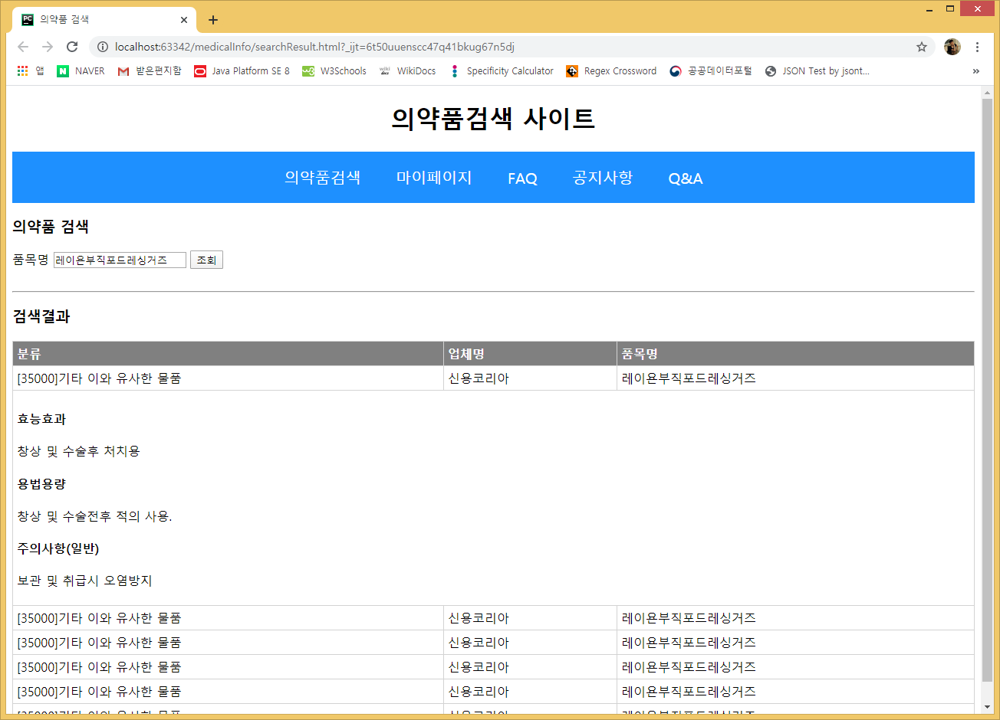 의약품 검색
localhost:63342/medicalInfo/searchResult.html?_ijt=6t50uuenscc47q41bkug67n5dj
앱 NAVER 받은편지함 Java Platform SE 8 W3Schools WikiDocs Specificity Calculator Regex Crossword 공공데이터포털 JSON Test by jsont... »
의약품검색 사이트
의약품검색 마이페이지 FAQ 공지사항 Q&A
의약품 검색
품목명 레이욘부직포드레싱거즈 조회
검색결과
분류 업체명 품목명
[35000]기타 이와 유사한 물품 신용코리아 레이욘부직포드레싱거즈
효능효과
창상 및 수술후 처치용
용법용량
창상 및 수술전후 적의 사용.
주의사항(일반)
보관 및 취급시 오염방지
[35000]기타 이와 유사한 물품 신용코리아 레이욘부직포드레싱거즈
[35000]기타 이와 유사한 물품 신용코리아 레이욘부직포드레싱거즈
[35000]기타 이와 유사한 물품 신용코리아 레이욘부직포드레싱거즈
[35000]기타 이와 유사한 물품 신용코리아 레이욘부직포드레싱거즈